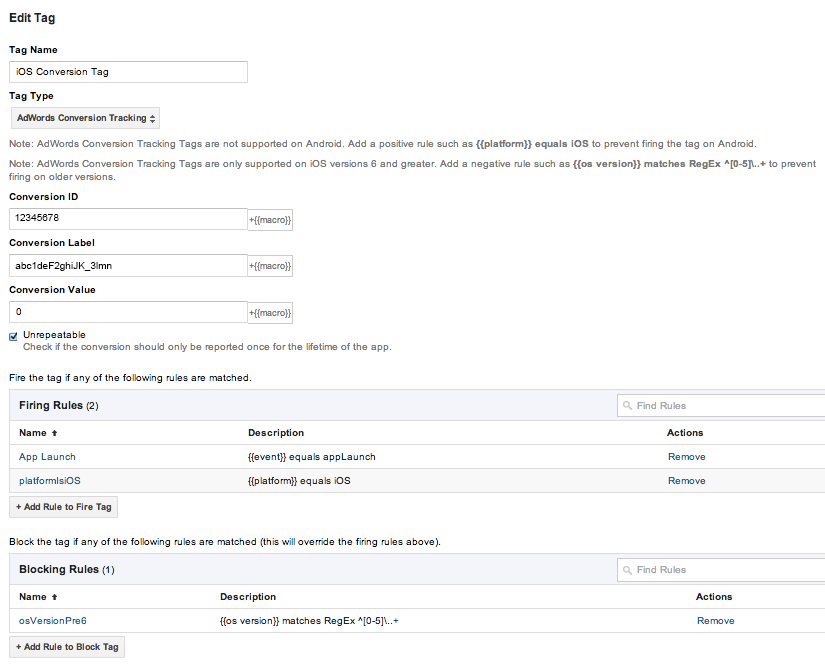 Edit Tag
Tag Name
iOS Conversion Tag
Tag Type
AdWords Conversion Tracking
Note: AdWords Conversion Tracking Tags are not supported on Android. Add a positive rule such as {{platform}} equals iOS to prevent firing the tag on Android.
Note: AdWords Conversion Tracking Tags are only supported on iOS versions 6 and greater. Add a negative rule such as {{os version}} matches RegEx ^[0-5]\..+ to prevent
firing on older versions.
Conversion ID
12345678 +{{macro}}
Conversion Label
abc1deF2ghiJK_3lmn +{{macro}}
Conversion Value
0 +{{macro}}
Unrepeatable
Check if the conversion should only be reported once for the lifetime of the app.
Fire the tag if any of the following rules are matched.
Firing Rules (2) Find Rules
Name Description Actions
App Launch {{event}} equals appLaunch Remove
platformIsiOS {{platform}} equals iOS Remove
+ Add Rule to Fire Tag
Block the tag if any of the following rules are matched (this will override the firing rules above).
Blocking Rules (1) Find Rules
Name Description Actions
osVersionPre6 {{os version}} matches RegEx ^[0-5]\..+ Remove
+ Add Rule to Block Tag